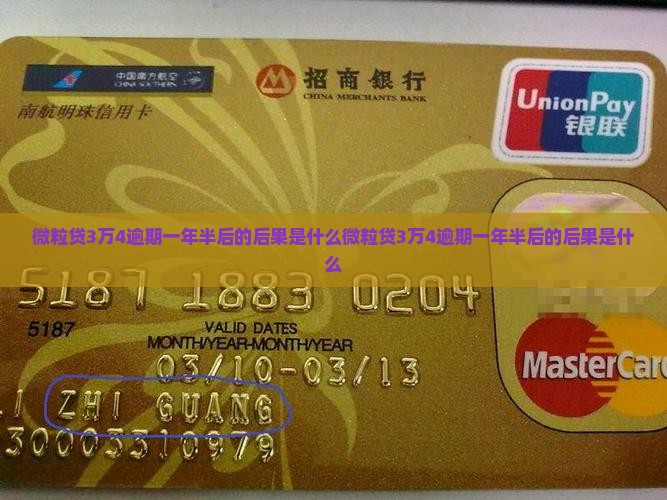 中国南方航空
CHINA SOUTHERN
南航明珠信用卡
招商銀行
CHINA MERCHANTS BANK
UnionPay
银联
微粒贷3万4逾期一年半后的后果是什么微粒贷3万4逾期一年半后的后果是什
么
5187 1883 0204
5187
VALID DATES
MONTH/YEAR-MONTH/YEAR
03/10-03/13
MasterCard
ZHI GUANG
30003310979